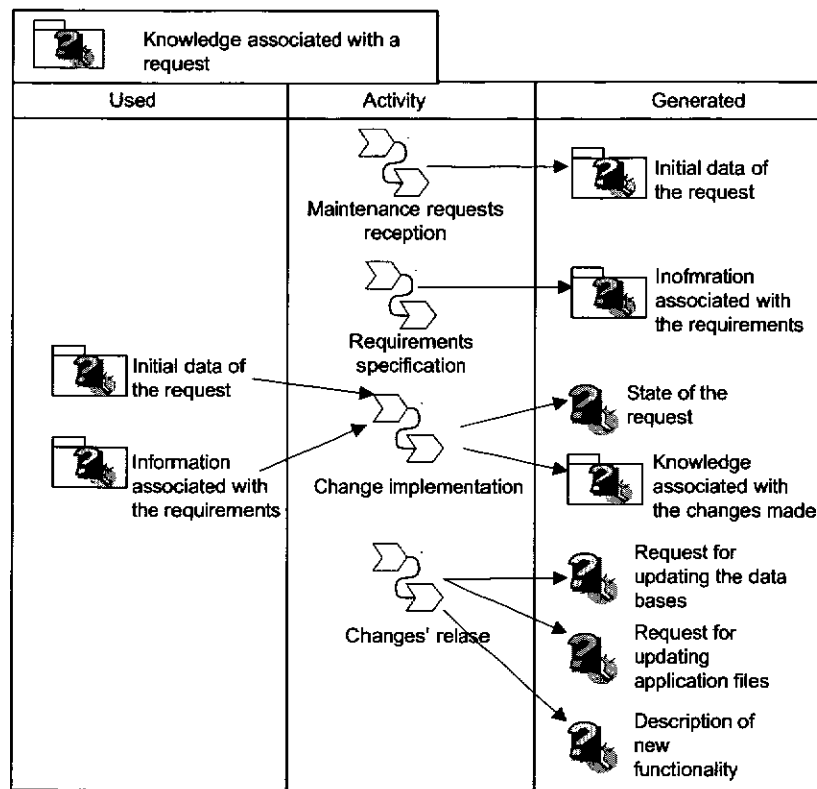 Knowledge associated with a
request
Used
Activity
Generated
Maintenance requests
reception
Initial data of
the request
Requirements
specification
Inofmration
associated with
the requirements
Initial data of
the request
Information
associated with
the requirements
Change implementation
State of the
request
Knowledge
associated with
the changes made
Changes' relase
Request for
updating the data
bases
Request for
updating
application files
Description of
new
functionality